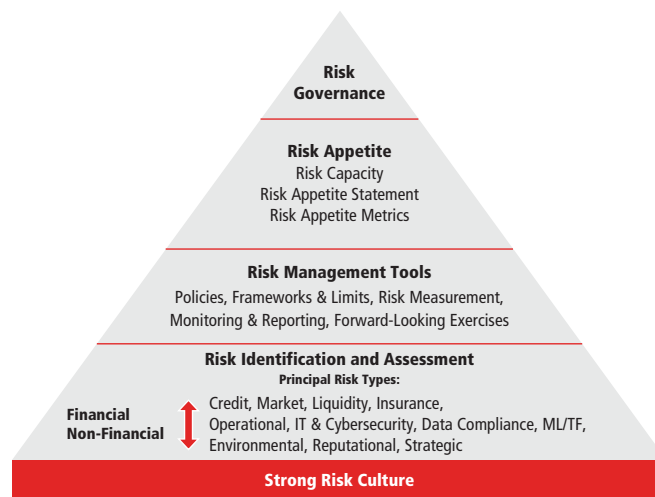 Risk
Governance
Risk Appetite
Risk Capacity
Risk Appetite Statement
Risk Appetite Metrics
Risk Management Tools
Policies, Frameworks & Limits, Risk Measurement,
Monitoring & Reporting, Forward-Looking Exercises
Risk Identification and Assessment
Principal Risk Types:
Financial
Non-Financial
Credit, Market, Liquidity, Insurance,
Operational, IT & Cybersecurity, Data Compliance, ML/TF,
Environmental, Reputational, Strategic
Strong Risk Culture